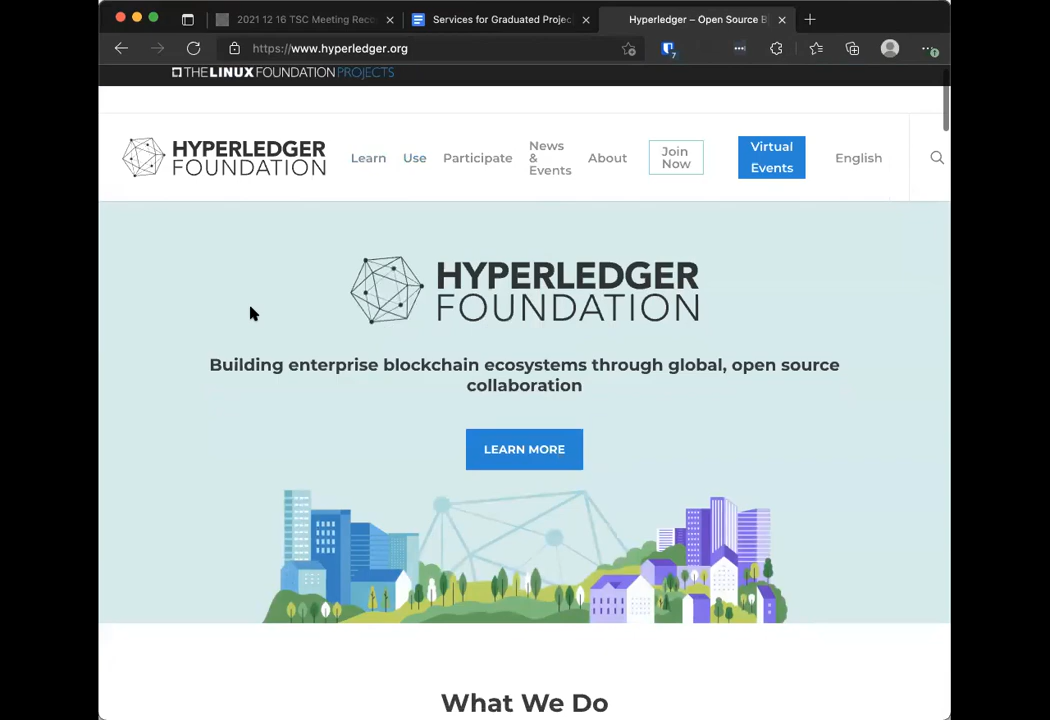 2021 12 16 TSC Meeting Reco
Services for Graduated Projec
Hyperledger – Open Source B
https://www.hyperledger.org
7
THE LINUX FOUNDATION PROJECTS
HYPERLEDGER
FOUNDATION
Learn
Use
Participate
News
&
Events
About
Join
Now
Virtual
Events
English
HYPERLEDGER
FOUNDATION
Building enterprise blockchain ecosystems through global, open source
collaboration
LEARN MORE
What We Do